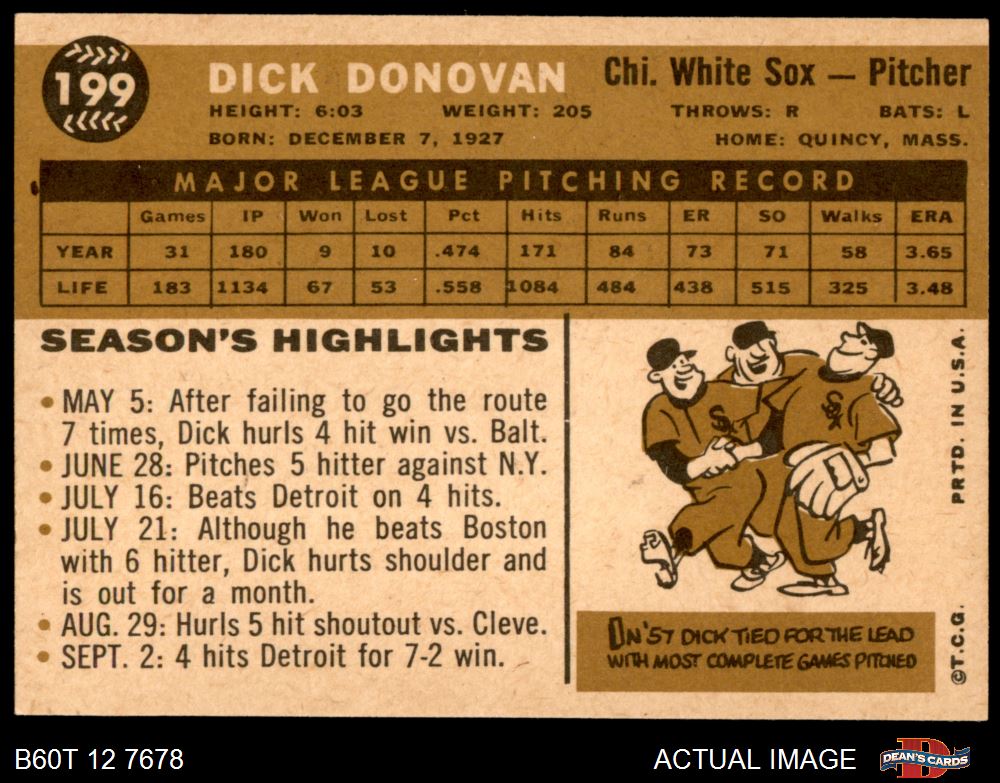 199
DICK DONOVAN Chi. White Sox — Pitcher
HEIGHT: 6:03 WEIGHT: 205 THROWS: R BATS: L
BORN: DECEMBER 7, 1927 HOME: QUINCY, MASS.
MAJOR LEAGUE PITCHING RECORD
Games IP Won Lost Pct Hits Runs ER SO Walks ERA
YEAR 31 180 9 10 .474 171 84 73 71 58 3.65
LIFE 183 1134 67 53 .558 1084 484 438 515 325 3.48
SEASON'S HIGHLIGHTS
• MAY 5: After failing to go the route
7 times, Dick hurls 4 hit win vs. Balt.
• JUNE 28: Pitches 5 hitter against N.Y.
• JULY 16: Beats Detroit on 4 hits.
• JULY 21: Although he beats Boston
with 6 hitter, Dick hurts shoulder and
is out for a month.
• AUG. 29: Hurls 5 hit shoutout vs. Cleve.
• SEPT. 2: 4 hits Detroit for 7-2 win.
SOX
SOX
ON '57 DICK TIED FOR THE LEAD
WITH MOST COMPLETE GAMES PITCHED
©T.C.G. PRTD. IN U.S.A.
B60T 12 7678 ACTUAL IMAGE
D
DEAN'S CARDS